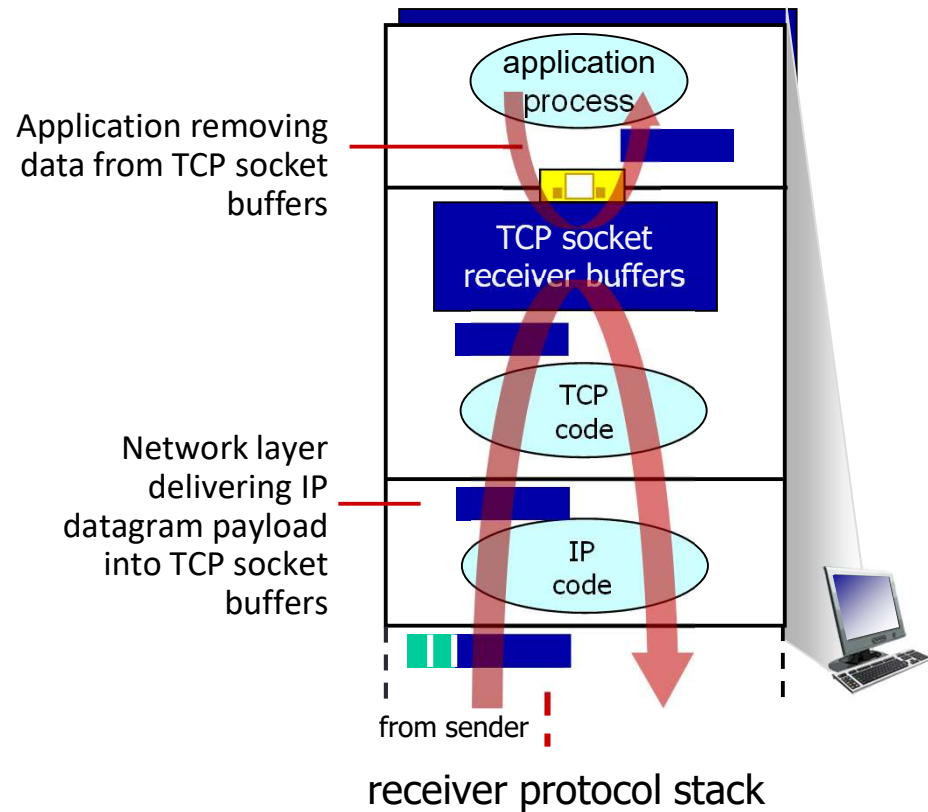 application
process
Application removing
data from TCP socket
buffers
TCP socket
receiver buffers
TCP
code
Network layer
delivering IP
datagram payload
into TCP socket
buffers
IP
code
from sender
receiver protocol stack